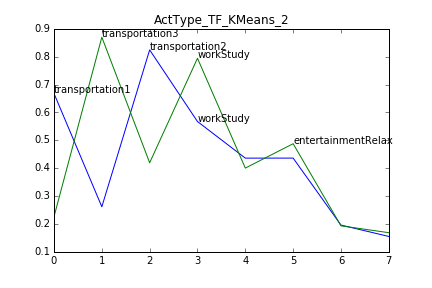 ActType_TF_KMeans_2
0.9
transportation3
transportation2
0.8
workStudy
0.7
transportation1
0.6
workStudy
0.5
entertainmentRelax
0.4
0.3
0.2
0.1
0 1 2 3 4 5 6 7